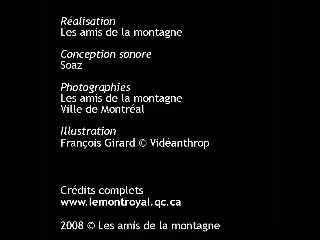 Réalisation
Les amis de la montagne
Conception sonore
Soaz
Photographies
Les amis de la montagne
Ville de Montréal
Illustration
François Girard © Vidéanthrop
Crédits complets
www.lemontroyal.qc.ca
2008 © Les amis de la montagne